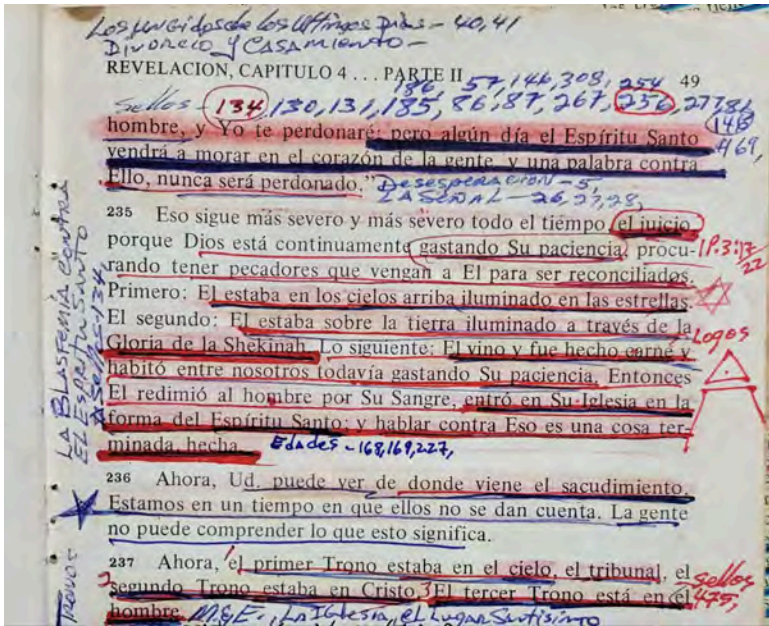 Los ungidos de los Ultimos Dias - 40, 41
Divorcio y Casamiento -
REVELACION, CAPITULO 4 . . . PARTE II 49
186, 57, 146, 308, 254
Sellos - 134, 130, 131, 185, 86, 87, 267, 256, 277,
148
469,
hombre, y Yo te perdonaré; pero algún día el Espíritu Santo
vendrá a morar en el corazón de la gente, y una palabra contra
Ello, nunca será perdonado."
Desesperación - 5,
LA SEÑAL - 26, 27, 28,
235 Eso sigue más severo y más severo todo el tiempo, el juicio
porque Dios está continuamente gastando Su paciencia, procu-
rando tener pecadores que vengan a El para ser reconciliados.
Primero: El estaba en los cielos arriba iluminado en las estrellas.
El segundo: El estaba sobre la tierra iluminado a través de la
Gloria de la Shekinah. Lo siguiente: El vino y fue hecho carne y
habitó entre nosotros todavía gastando Su paciencia. Entonces
El redimió al hombre por Su Sangre, entró en Su Iglesia en la
forma del Espíritu Santo; y hablar contra Eso es una cosa ter-
minada, hecha.
Edades - 168, 169, 227,
LA BLASFEMIA Contra
EL ESPIRITU SANTO
Sellos-134
Logos
236 Ahora, Ud. puede ver de donde viene el sacudimiento.
Estamos en un tiempo en que ellos no se dan cuenta. La gente
no puede comprender lo que esto significa.
237 Ahora, el primer Trono estaba en el cielo, el tribunal, el
2 segundo Trono estaba en Cristo, 3 El tercer Trono está en el
hombre.
M.G.E., La Iglesia, el Lugar Santisimo
Sellos
475,
TRONOS